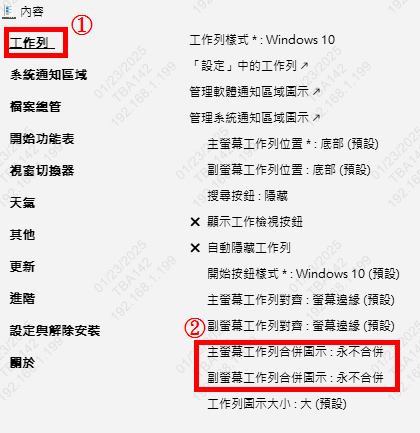 內容
①
工作列
系統通知區域
檔案總管
開始功能表
視窗切換器
天氣
其他
更新
進階
設定與解除安裝
關於
工作列樣式 * : Windows 10
「設定」中的工作列 ↗
管理軟體通知區域圖示 ↗
管理系統通知區域圖示 ↗
主螢幕工作列位置 * : 底部 (預設)
副螢幕工作列位置 : 底部 (預設)
搜尋按鈕 : 隱藏
✕ 顯示工作檢視按鈕
✕ 自動隱藏工作列
開始按鈕樣式 * : Windows 10 (預設)
主螢幕工作列對齊 : 螢幕邊緣 (預設)
副螢幕工作列對齊 : 螢幕邊緣 (預設)
②
主螢幕工作列合併圖示 : 永不合併
副螢幕工作列合併圖示 : 永不合併
工作列圖示大小 : 大 (預設)
01/23/2025
TBA142
192.168.1.199